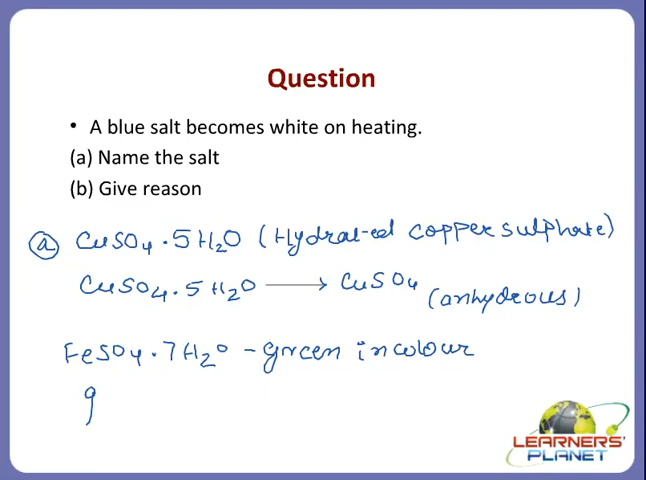 Question
• A blue salt becomes white on heating.
(a) Name the salt
(b) Give reason
ⓐ CuSO4 . 5H2O (Hydrated copper sulphate)
CuSO4 . 5H2O → CuSO4 (anhydrous)
FeSO4 . 7H2O - green in colour
g
LEARNERS'
PLANET